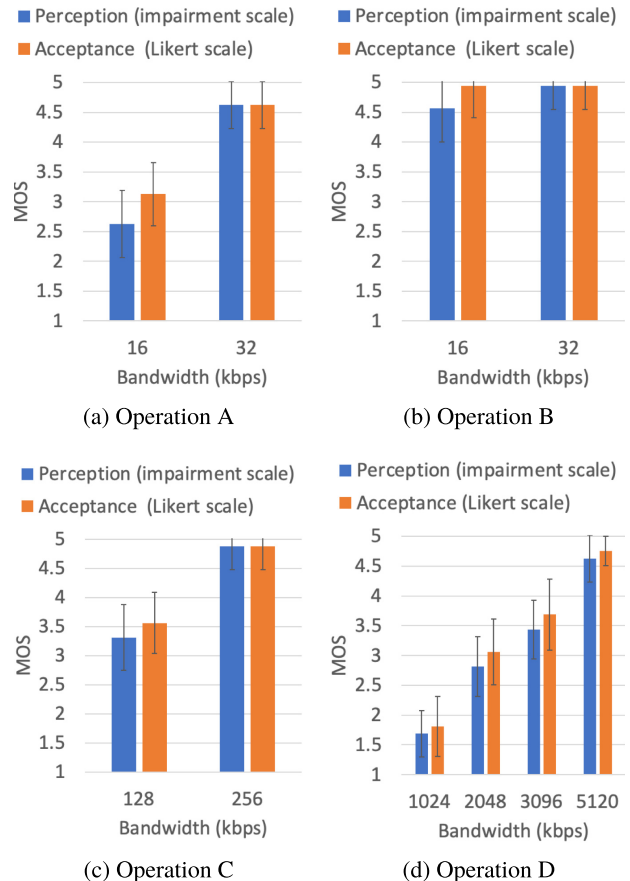 Perception (impairment scale)
Acceptance (Likert scale)
5
4.5
4
3.5
3
2.5
2
1.5
1
MOS
16
32
Bandwidth (kbps)
(a) Operation A
Perception (impairment scale)
Acceptance (Likert scale)
5
4.5
4
3.5
3
2.5
2
1.5
1
MOS
16
32
Bandwidth (kbps)
(b) Operation B
Perception (impairment scale)
Acceptance (Likert scale)
5
4.5
4
3.5
3
2.5
2
1.5
1
MOS
128
256
Bandwidth (kbps)
(c) Operation C
Perception (impairment scale)
Acceptance (Likert scale)
5
4.5
4
3.5
3
2.5
2
1.5
1
MOS
1024 2048 3096 5120
Bandwidth (kbps)
(d) Operation D